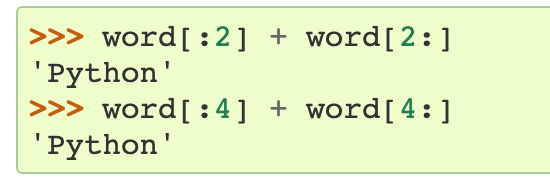 >>> word[:2] + word[2:]
'Python'
>>> word[:4] + word[4:]
'Python'